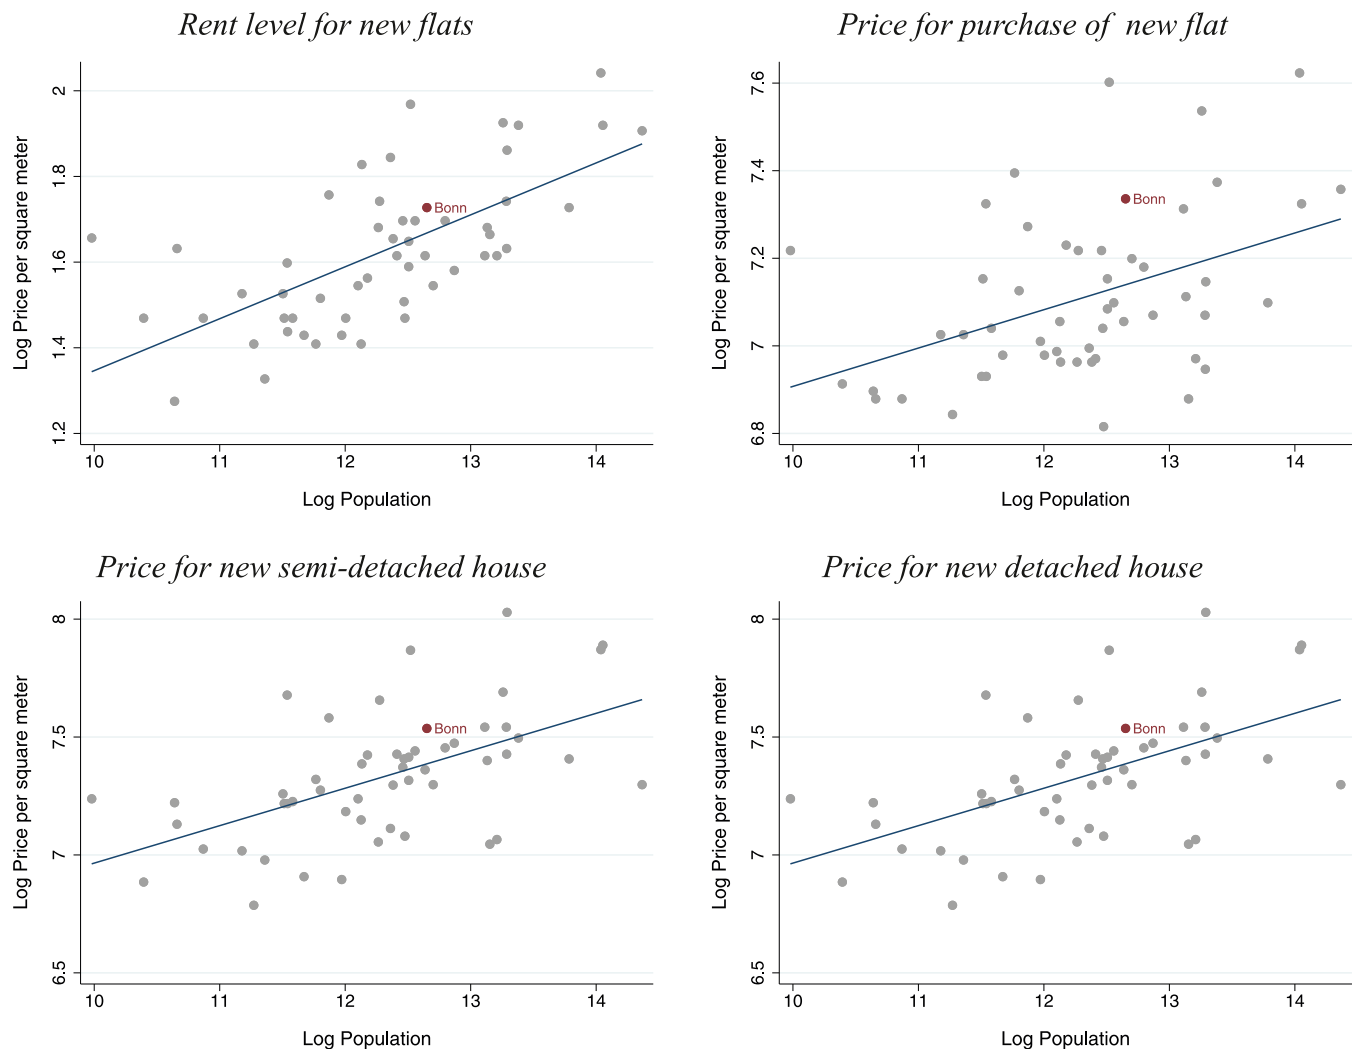 Rent level for new flats
Log Price per square meter
2
1.8
1.6
1.4
1.2
Bonn
10 11 12 13 14
Log Population
Price for purchase of new flat
Log Price per square meter
7.6
7.4
7.2
7
6.8
Bonn
10 11 12 13 14
Log Population
Price for new semi-detached house
Log Price per square meter
8
7.5
7
6.5
Bonn
10 11 12 13 14
Log Population
Price for new detached house
Log Price per square meter
8
7.5
7
6.5
Bonn
10 11 12 13 14
Log Population